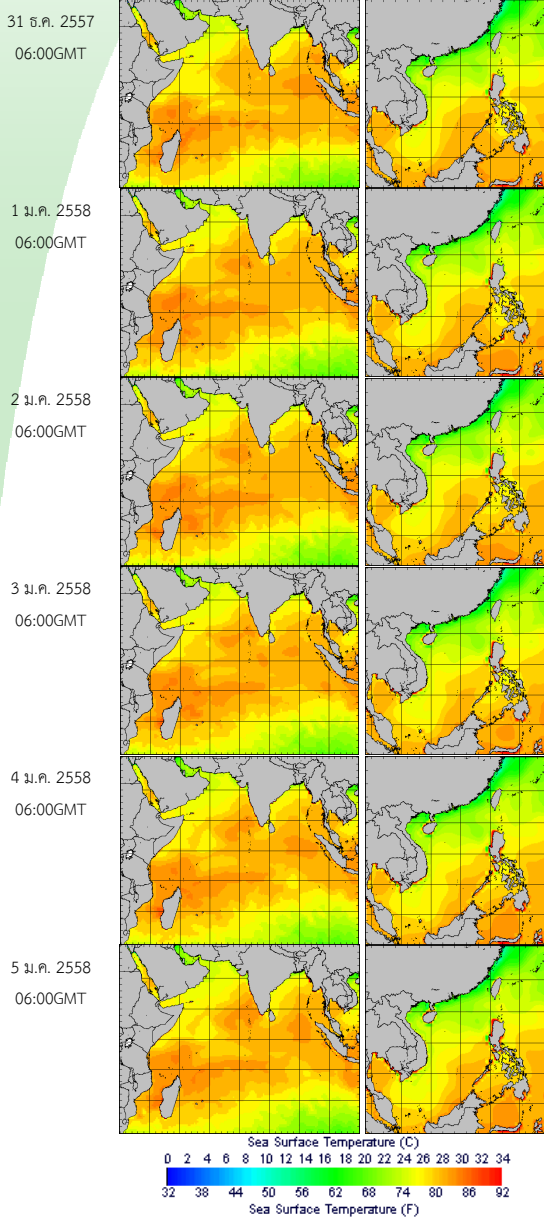 31 ธ.ค. 2557
06:00GMT
1 ม.ค. 2558
06:00GMT
2 ม.ค. 2558
06:00GMT
3 ม.ค. 2558
06:00GMT
4 ม.ค. 2558
06:00GMT
5 ม.ค. 2558
06:00GMT
Sea Surface Temperature (C)
0 2 4 6 8 10 12 14 16 18 20 22 24 26 28 30 32 34
32 38 44 50 56 62 68 74 80 86 92
Sea Surface Temperature (F)